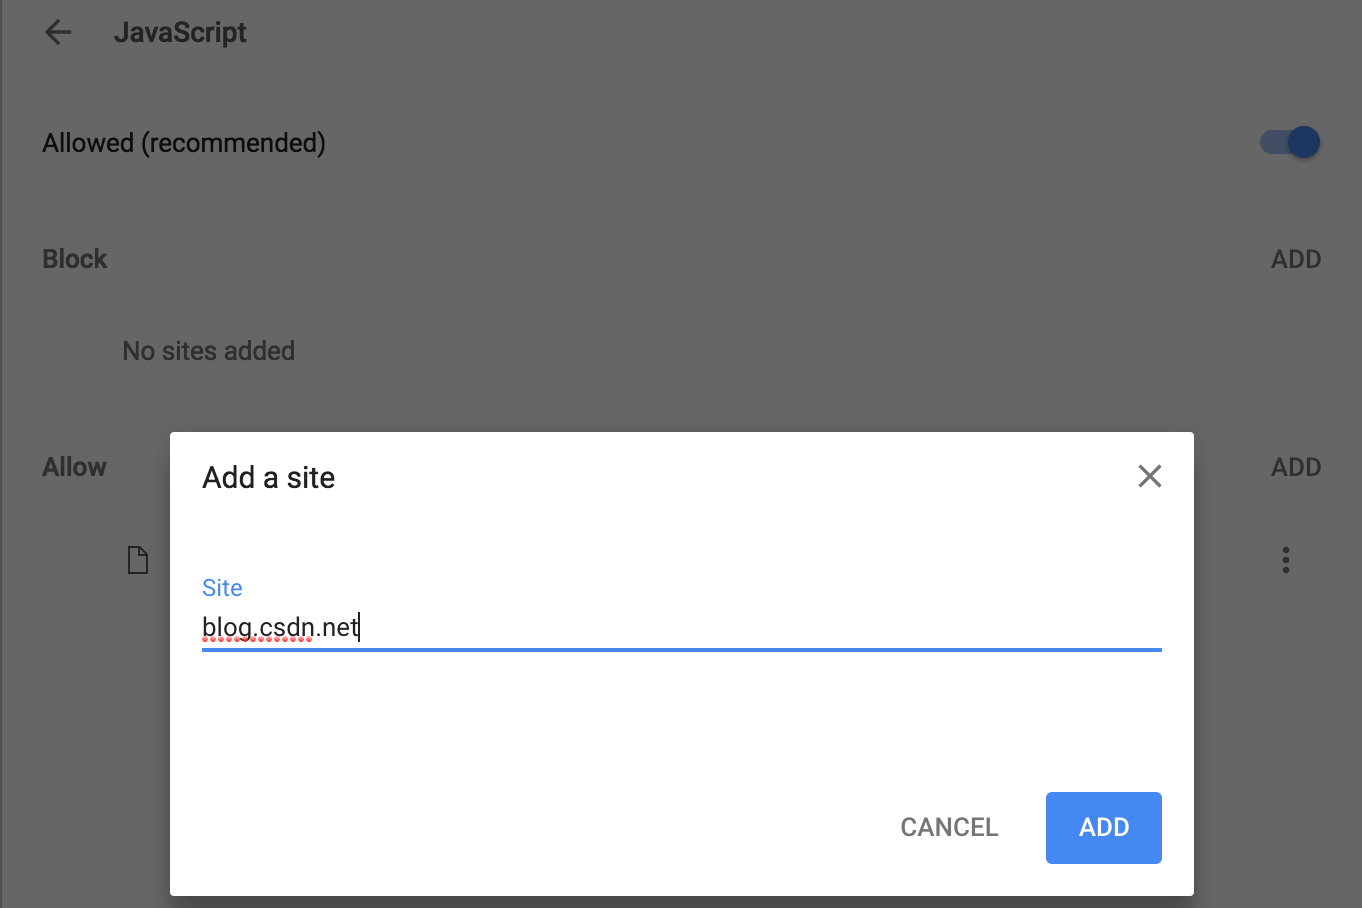 JavaScript
Allowed (recommended)
Block ADD
No sites added
Allow ADD
Add a site
Site
blog.csdn.net
CANCEL ADD